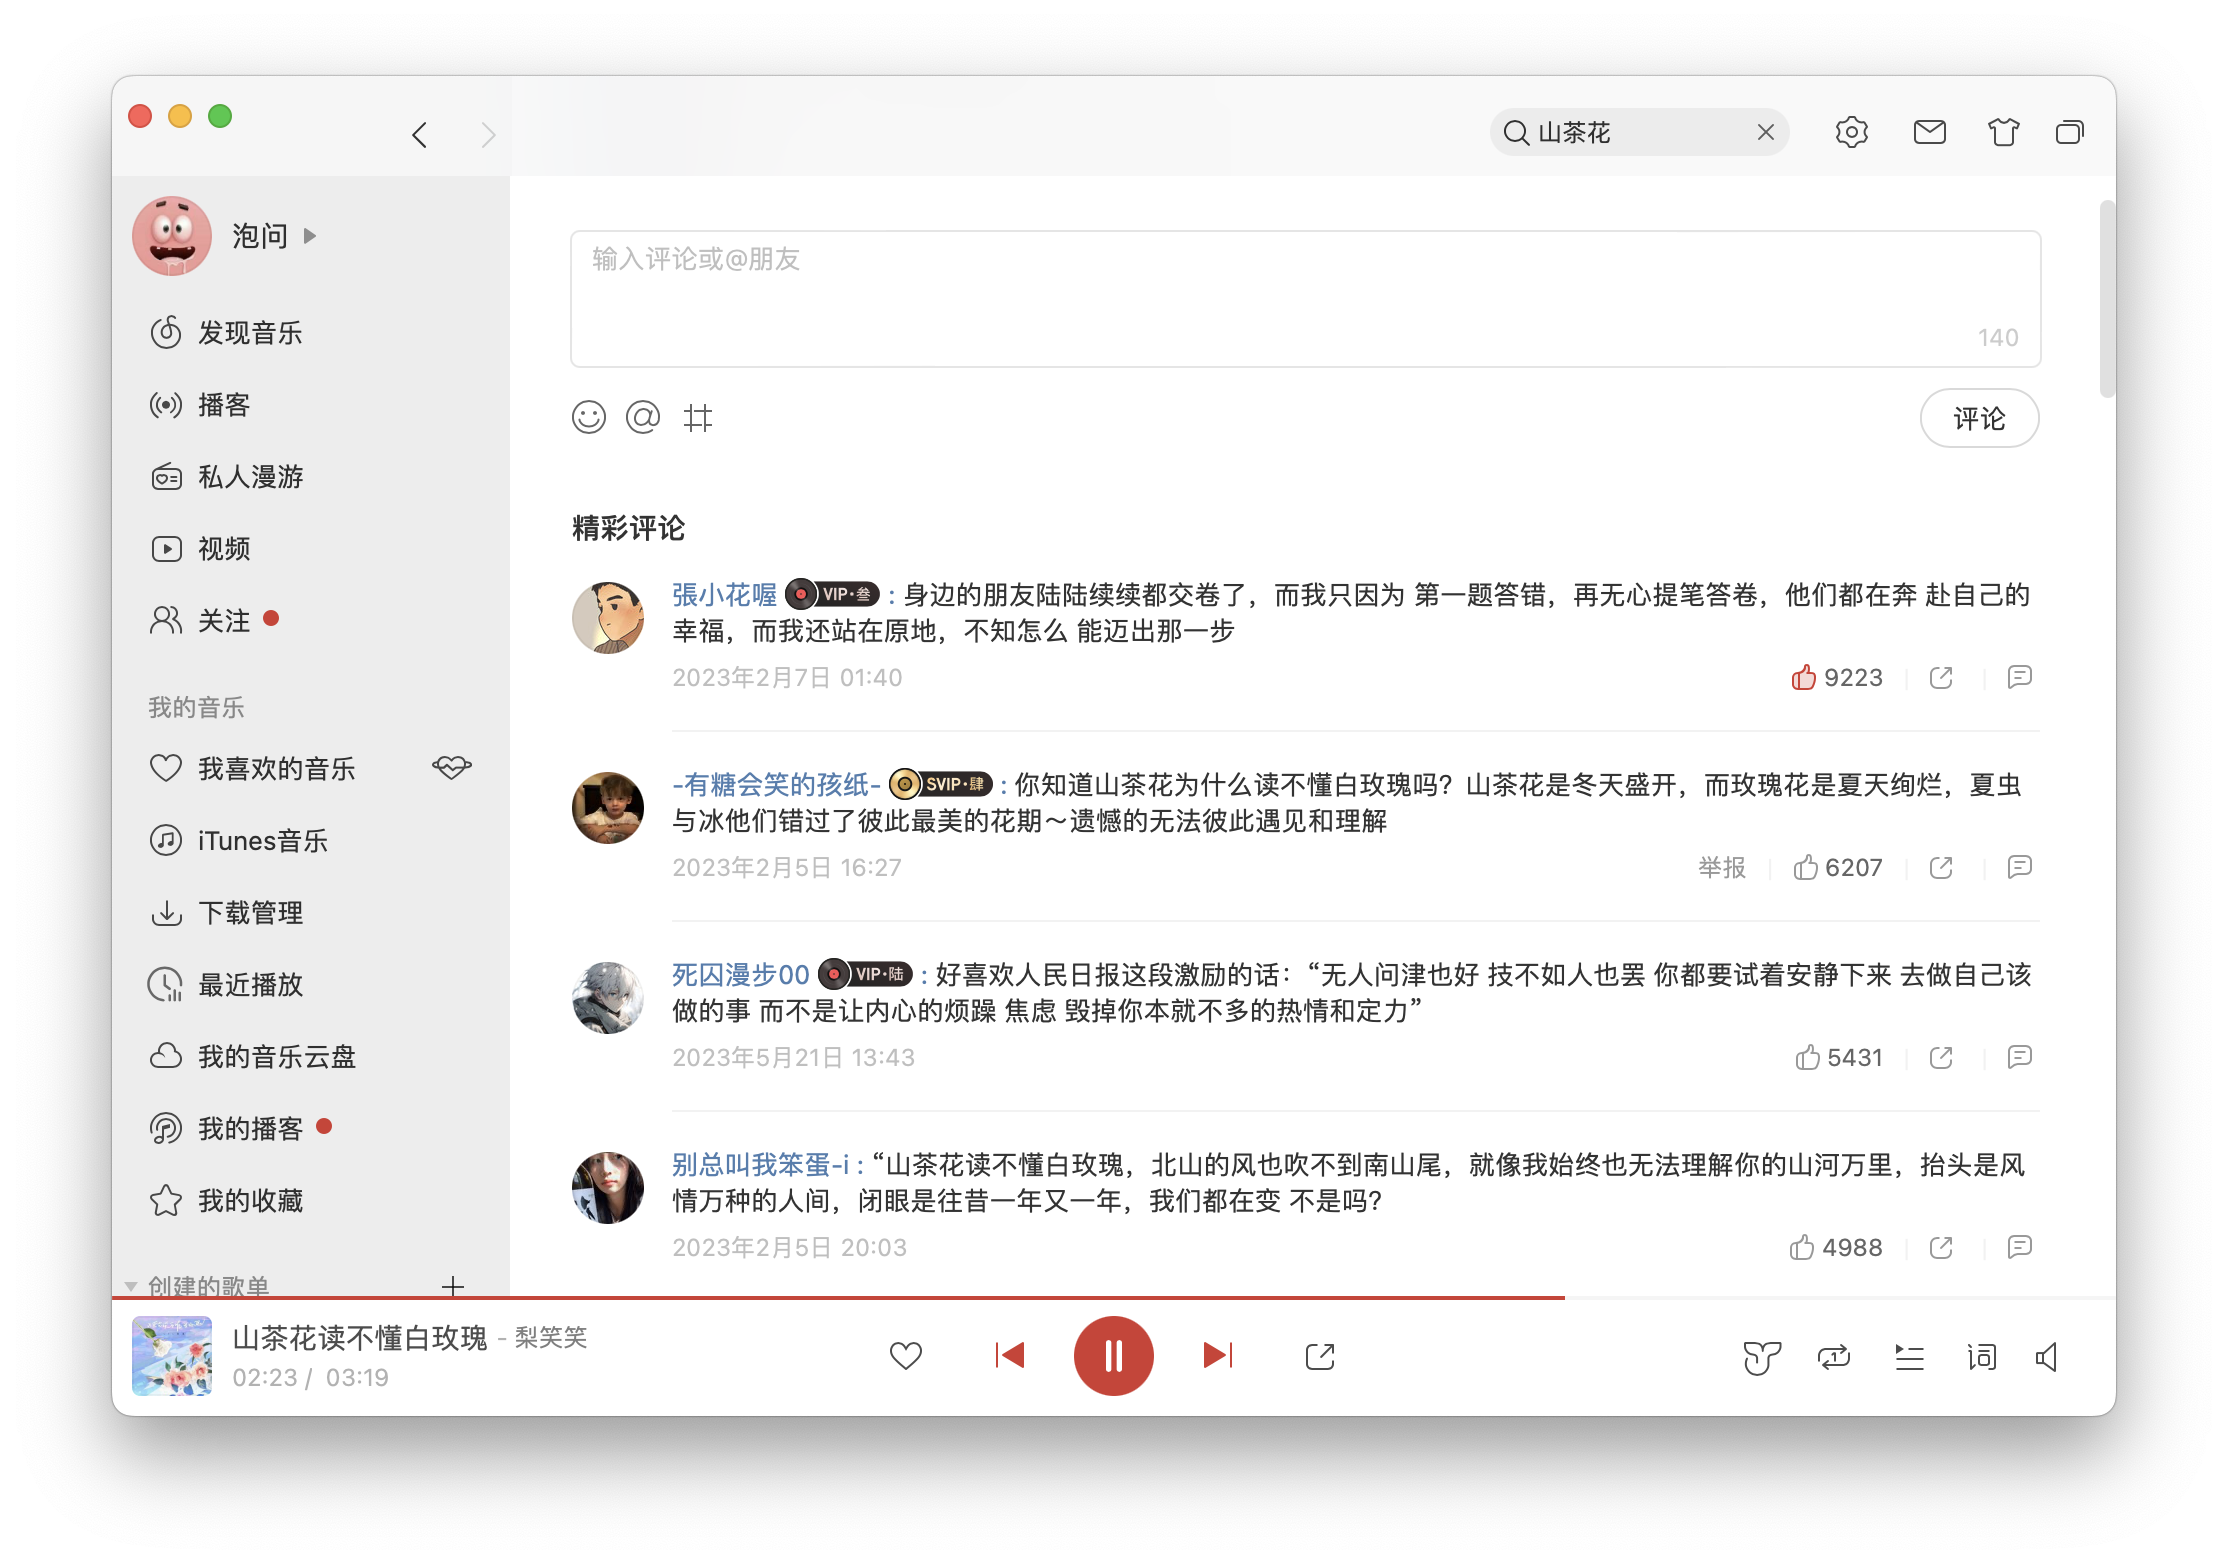 山茶花
泡问
发现音乐
播客
私人漫游
视频
关注
我的音乐
我喜欢的音乐
iTunes音乐
下载管理
最近播放
我的音乐云盘
我的播客
我的收藏
创建的歌单
输入评论或@朋友
140
评论
精彩评论
張小花喔 VIP·叁 : 身边的朋友陆陆续续都交卷了，而我只因为 第一题答错，再无心提笔答卷，他们都在奔 赴自己的
幸福，而我还站在原地，不知怎么 能迈出那一步
2023年2月7日 01:40 9223
-有糖会笑的孩纸- SVIP·肆 : 你知道山茶花为什么读不懂白玫瑰吗？山茶花是冬天盛开，而玫瑰花是夏天绚烂，夏虫
与冰他们错过了彼此最美的花期～遗憾的无法彼此遇见和理解
2023年2月5日 16:27 举报 6207
死囚漫步00 VIP·陆 : 好喜欢人民日报这段激励的话：“无人问津也好 技不如人也罢 你都要试着安静下来 去做自己该
做的事 而不是让内心的烦躁 焦虑 毁掉你本就不多的热情和定力”
2023年5月21日 13:43 5431
别总叫我笨蛋-i : “山茶花读不懂白玫瑰，北山的风也吹不到南山尾，就像我始终也无法理解你的山河万里，抬头是风
情万种的人间，闭眼是往昔一年又一年，我们都在变 不是吗?
2023年2月5日 20:03 4988
山茶花读不懂白玫瑰 - 梨笑笑
02:23 / 03:19
词